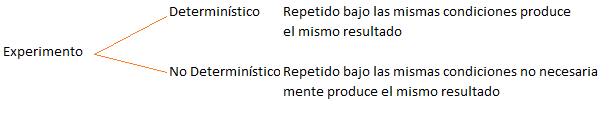 Determinístico Repetido bajo las mismas condiciones produce
el mismo resultado
Experimento
No Determinístico Repetido bajo las mismas condiciones no necesaria
mente produce el mismo resultado